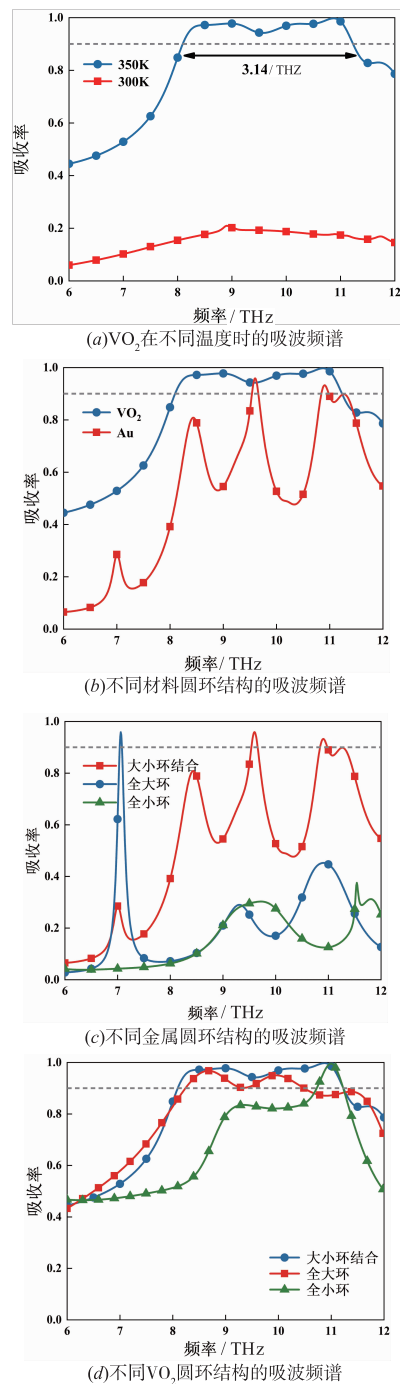 1.0
0.8
0.6
0.4
0.2
0.0
吸收率
350K
300K
3.14/ THZ
6 7 8 9 10 11 12
频率 / THz
(a)VO₂在不同温度时的吸波频谱
1.0
0.8
0.6
0.4
0.2
0.0
吸收率
VO₂
Au
6 7 8 9 10 11 12
频率 / THz
(b)不同材料圆环结构的吸波频谱
1.0
0.8
0.6
0.4
0.2
0.0
吸收率
大小环结合
全大环
全小环
6 7 8 9 10 11 12
频率 / THz
(c)不同金属圆环结构的吸波频谱
1.0
0.8
0.6
0.4
0.2
0.0
吸收率
大小环结合
全大环
全小环
6 7 8 9 10 11 12
频率 / THz
(d)不同VO₂圆环结构的吸波频谱